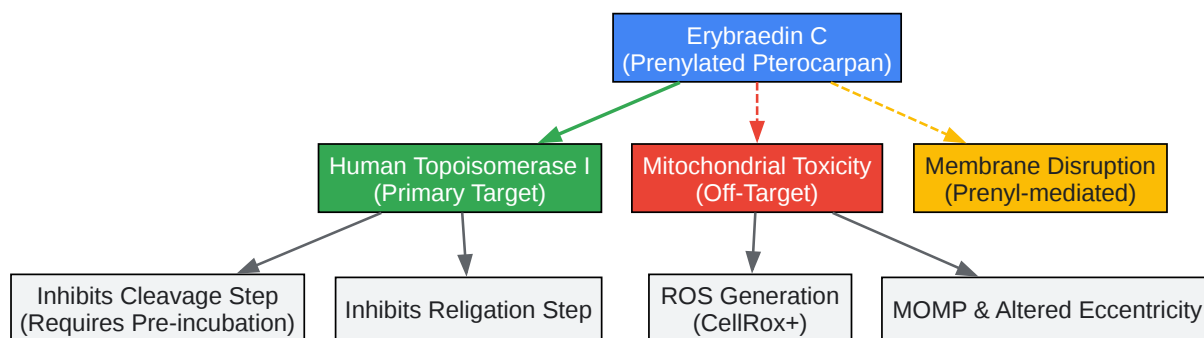 Erybraedin C
(Prenylated Pterocarpan)
Human Topoisomerase I
(Primary Target)
Mitochondrial Toxicity
(Off-Target)
Membrane Disruption
(Prenyl-mediated)
Inhibits Cleavage Step
(Requires Pre-incubation)
Inhibits Religation Step
ROS Generation
(CellRox+)
MOMP & Altered Eccentricity